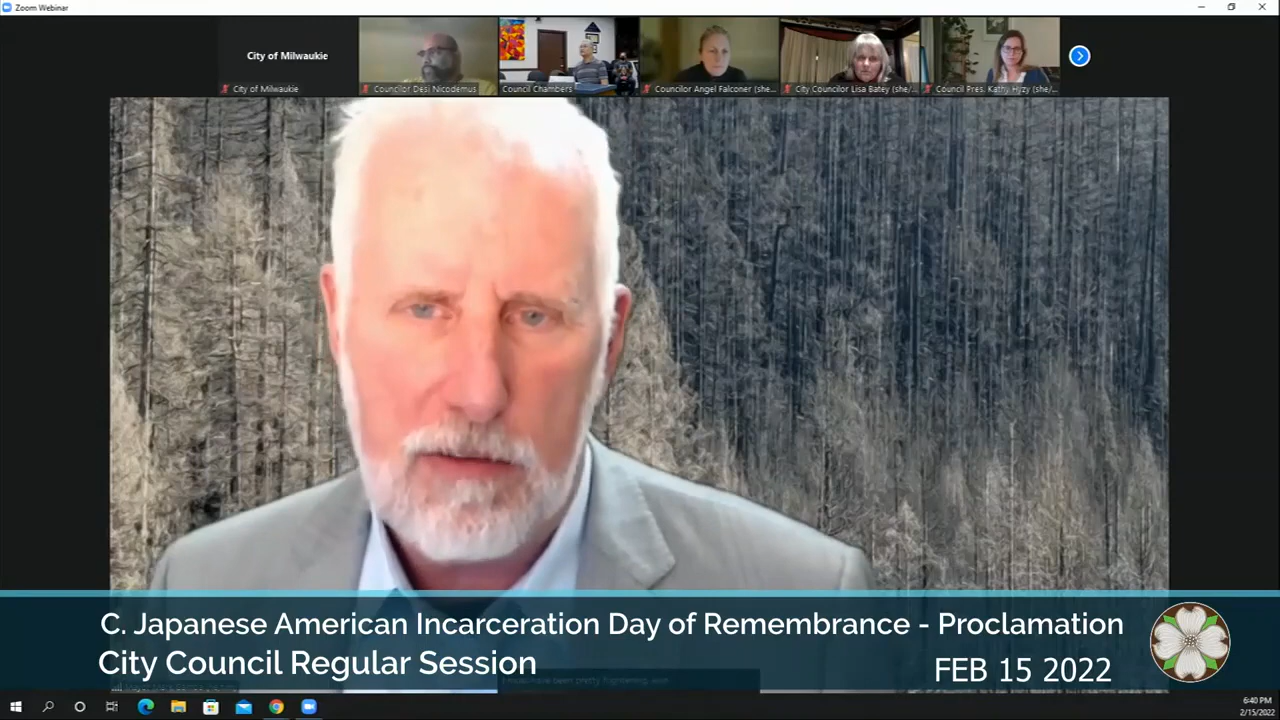 Zoom Webinar
City of Milwaukie
City of Milwaukie
Councilor Desi Nicodemus
Council Chambers
Councilor Angel Falconer (she...
City Councilor Lisa Batey (she/...
Council Pres. Kathy Hyzy (she/...
C. Japanese American Incarceration Day of Remembrance - Proclamation
City Council Regular Session
FEB 15 2022
6:40 PM
2/15/2022